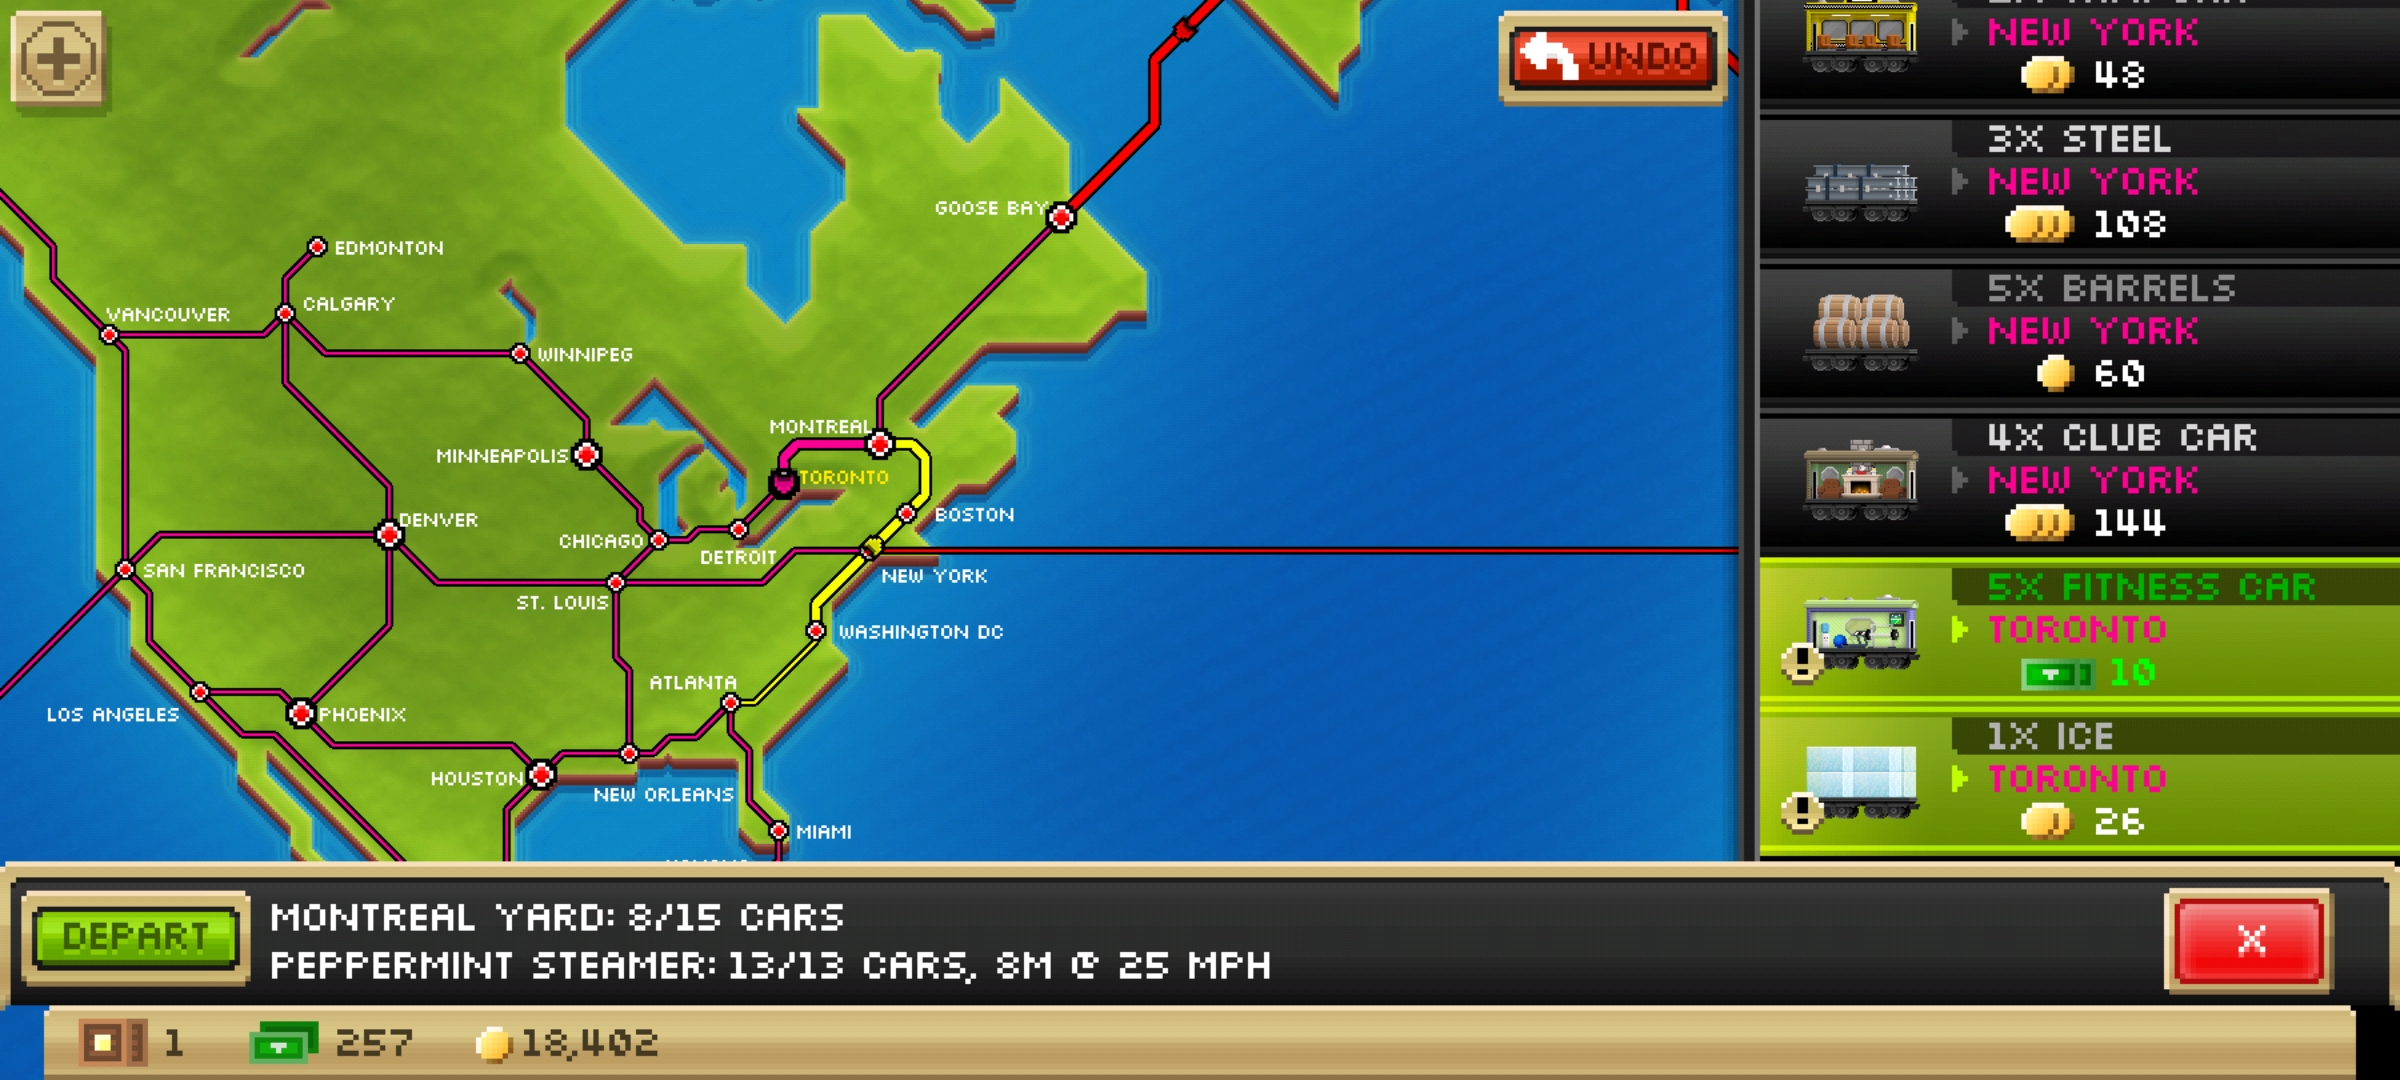 NEW YORK
48
UNDO
3X STEEL
NEW YORK
108
GOOSE BAY
EDMONTON
5X BARRELS
CALGARY
VANCOUVER
NEW YORK
WINNIPEG
60
MONTREAL
4X CLUB CAR
MINNEAPOLIS
TORONTO
NEW YORK
DENVER
BOSTON
144
CHICAGO
DETROIT
SAN FRANCISCO
NEW YORK
5X FITNESS CAR
ST. LOUIS
WASHINGTON DC
TORONTO
10
ATLANTA
LOS ANGELES
PHOENIX
1X ICE
HOUSTON
TORONTO
NEW ORLEANS
26
MIAMI
DEPART
MONTREAL YARD: 8/15 CARS
PEPPERMINT STEAMER: 13/13 CARS, 8M @ 25 MPH
X
1
257
18,402